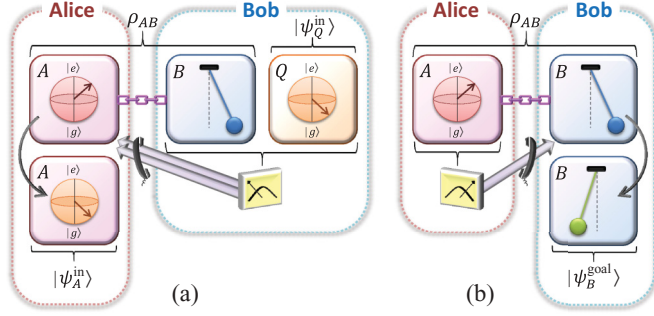 Alice
Bob
ρ_AB
|ψ_Q^in⟩
A
|e⟩
|g⟩
B
Q
|e⟩
|g⟩
A
|e⟩
|g⟩
|ψ_A^in⟩
(a)
Alice
Bob
ρ_AB
A
|e⟩
|g⟩
B
B
|ψ_B^goal⟩
(b)